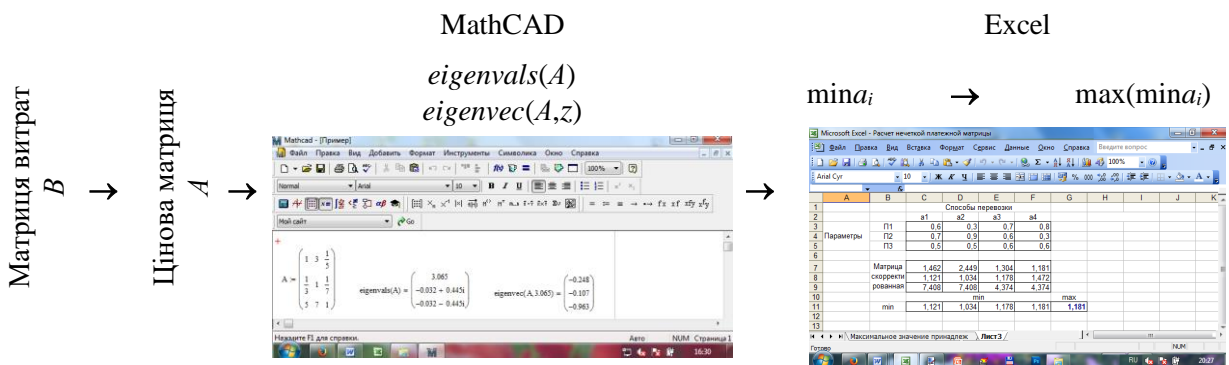 MathCAD
Excel
eigenvals(A)
eigenvec(A,z)
minaᵢ → max(minaᵢ)
Матриця витрат
B
→
Цінова матриця
A
→
→
Mathcad - [Пример]
Файл Правка Вид Добавить Формат Инструменты Символика Окно Справка
100%
Normal Arial 10
Мой сайт Go
A := ( 1 3 1/5
1/3 1 1/7
5 7 1 )
eigenvals(A) = ( 3.065
-0.032 + 0.445i
-0.032 - 0.445i )
eigenvec(A,3.065) = ( -0.248
-0.107
-0.963 )
Нажмите F1 для справки. Авто NUM Страница 1
16:30
Microsoft Excel - Расчет нечеткой платежной матрицы
Файл Правка Вид Вставка Формат Сервис Данные Окно Справка Введите вопрос
100%
Arial Cyr 10
A B C D E F G H I J K
1 Способы перевозки
2 a1 a2 a3 a4
3 П1 0,6 0,3 0,7 0,8
4 Параметры П2 0,7 0,9 0,6 0,3
5 П3 0,5 0,5 0,6 0,6
6
7 Матрица 1,462 2,449 1,304 1,181
8 скорректи 1,121 1,034 1,178 1,472
9 рованная 7,408 7,408 4,374 4,374
10 min max
11 min 1,121 1,034 1,178 1,181 1,181
12
13
Максимальное значение принадлеж Лист3
Готово NUM
RU 20:27